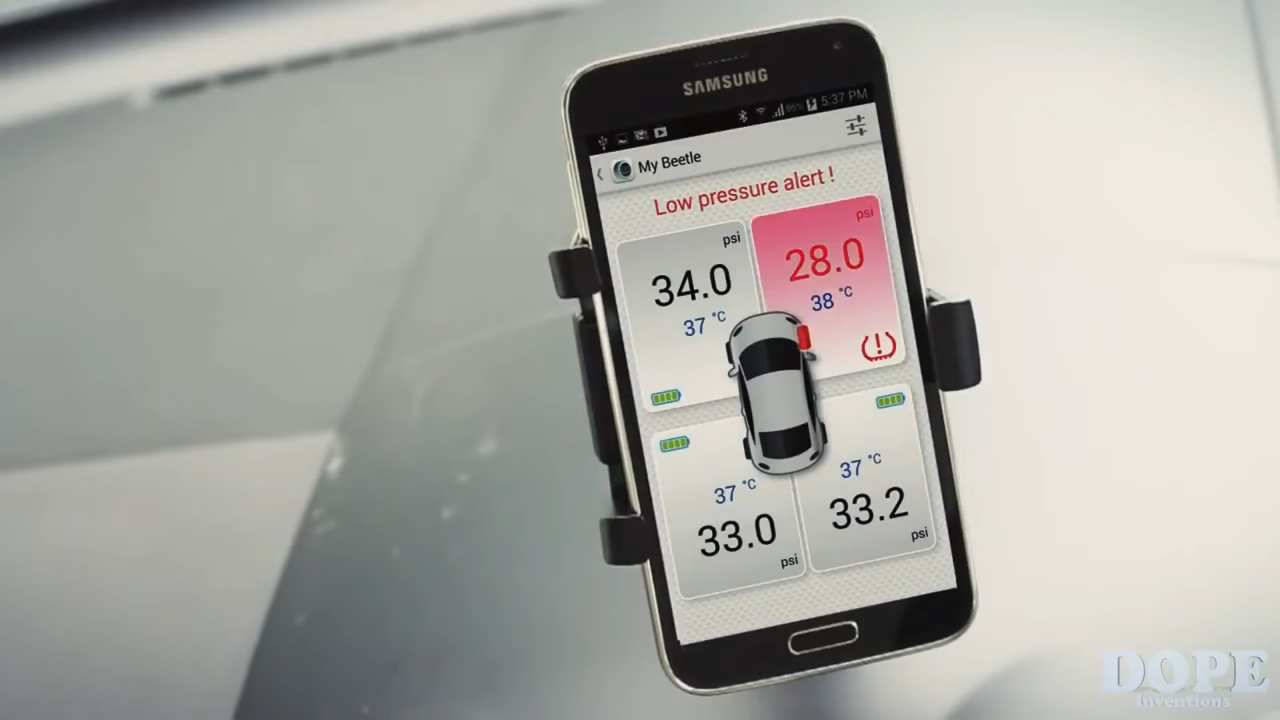 SAMSUNG
86% 5:37 PM
My Beetle
Low pressure alert !
psi
34.0
37 °C
psi
28.0
38 °C
37 °C
33.0
psi
37 °C
33.2
psi
DOPE
Inventions